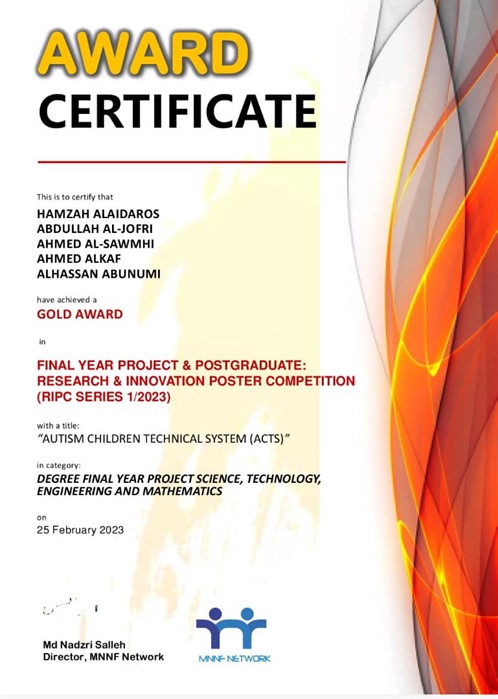 AWARD
CERTIFICATE
This is to certify that
HAMZAH ALAIDAROS
ABDULLAH AL-JOFRI
AHMED AL-SAWMHI
AHMED ALKAF
ALHASSAN ABUNUMI
have achieved a
GOLD AWARD
in
FINAL YEAR PROJECT & POSTGRADUATE:
RESEARCH & INNOVATION POSTER COMPETITION
(RIPC SERIES 1/2023)
with a title:
“AUTISM CHILDREN TECHNICAL SYSTEM (ACTS)”
in category:
DEGREE FINAL YEAR PROJECT SCIENCE, TECHNOLOGY,
ENGINEERING AND MATHEMATICS
on
25 February 2023
Md Nadzri Salleh
Director, MNNF Network
MNNF NETWORK